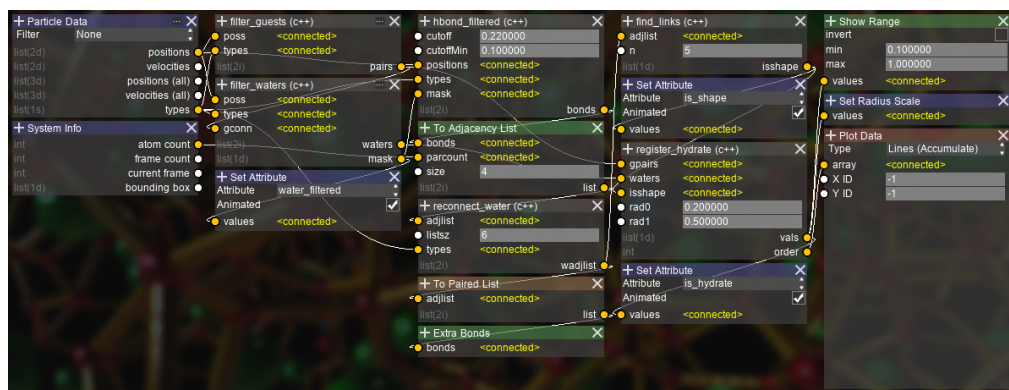 Particle Data
Filter None
list(2d) positions
list(2d) velocities
list(3d) positions (all)
list(3d) velocities (all)
list(1s) types
System Info
int atom count
int frame count
int current frame
list(1d) bounding box
filter_guests (c++)
poss <connected>
types <connected>
list(2i) pairs
filter_waters (c++)
poss <connected>
types <connected>
gconn <connected>
list(2i) waters
list(1d) mask
Set Attribute
Attribute water_filtered
Animated
values <connected>
hbond_filtered (c++)
cutoff 0.220000
cutoffMin 0.100000
positions <connected>
types <connected>
mask <connected>
list(2i) bonds
To Adjacency List
bonds <connected>
parcount <connected>
size 4
list(2i) list
reconnect_water (c++)
adjlist <connected>
listsz 6
types <connected>
list(2i) wadjlist
To Paired List
adjlist <connected>
list(2i) list
Extra Bonds
bonds <connected>
find_links (c++)
adjlist <connected>
n 5
list(1d) isshape
Set Attribute
Attribute is_shape
Animated
values <connected>
register_hydrate (c++)
gpairs <connected>
waters <connected>
isshape <connected>
rad0 0.200000
rad1 0.500000
list(1d) vals
int order
Set Attribute
Attribute is_hydrate
Animated
values <connected>
Show Range
invert
min 0.100000
max 1.000000
values <connected>
Set Radius Scale
values <connected>
Plot Data
Type Lines (Accumulate)
array <connected>
X ID -1
Y ID -1